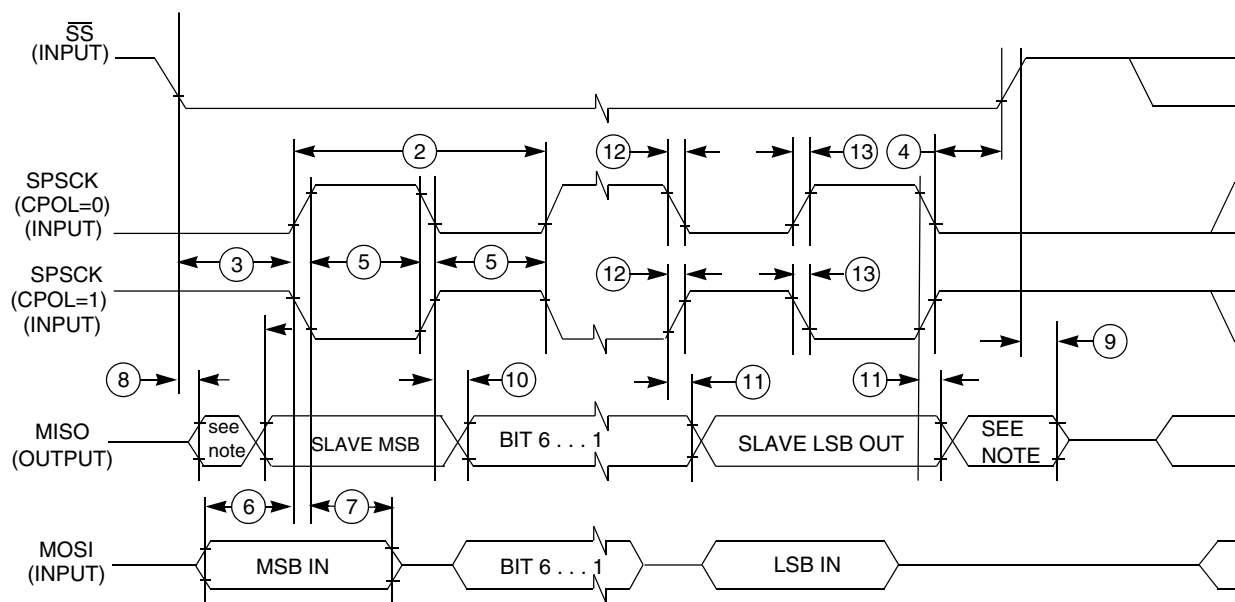 SS
(INPUT)
2
12
13
4
SPSCK
(CPOL=0)
(INPUT)
3
5
5
SPSCK
(CPOL=1)
(INPUT)
12
13
8
10
11
11
9
MISO
(OUTPUT)
see
note
SLAVE MSB
BIT 6 . . . 1
SLAVE LSB OUT
SEE
NOTE
6
7
MOSI
(INPUT)
MSB IN
BIT 6 . . . 1
LSB IN